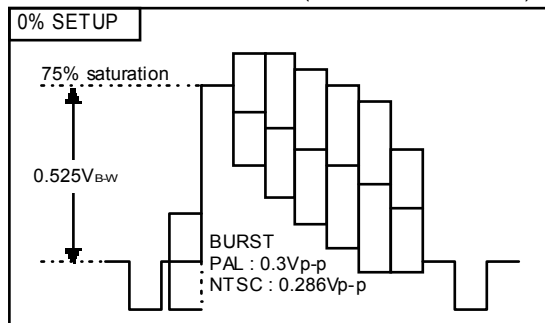 0% SETUP
75% saturation
0.525VB-W
BURST
PAL : 0.3Vp-p
NTSC : 0.286Vp-p